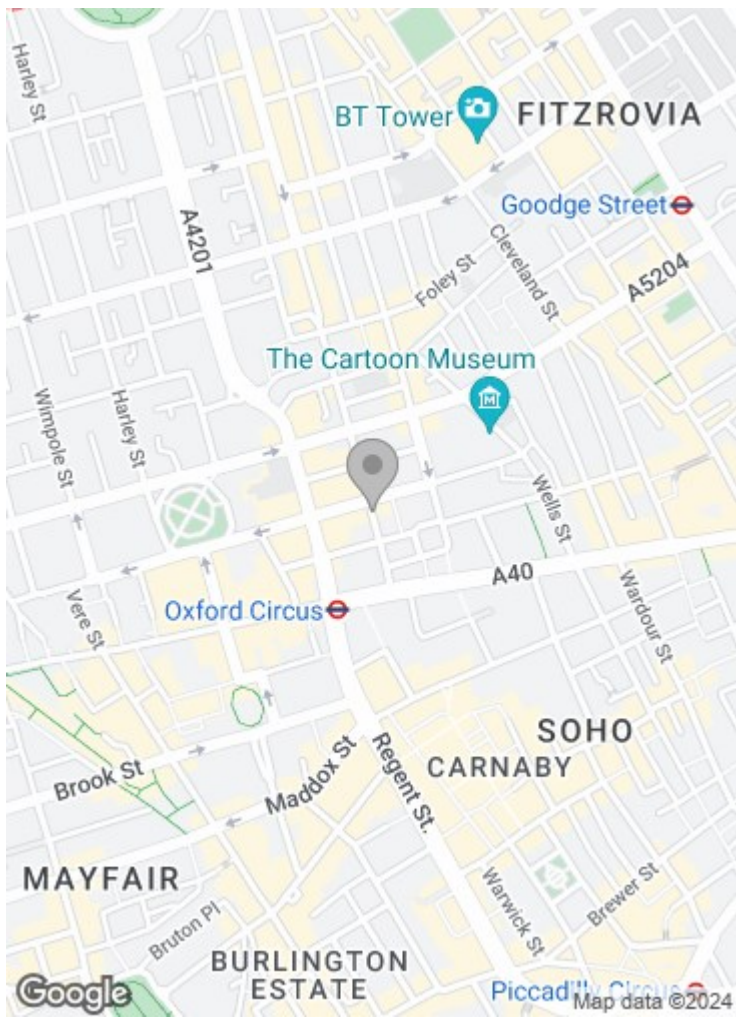 Harley St
BT Tower
FITZROVIA
Goodge Street
A4201
Cleveland St
Foley St
A5204
The Cartoon Museum
Wimpole St
Harley St
M
Wells St
A40
Oxford Circus
Wardour St
Vere St
SOHO
Regent St.
CARNABY
Brook St
Maddox St
MAYFAIR
Warwick St
Brewer St
Bruton Pl
BURLINGTON
ESTATE
Piccadilly Circus
Google
Map data ©2024